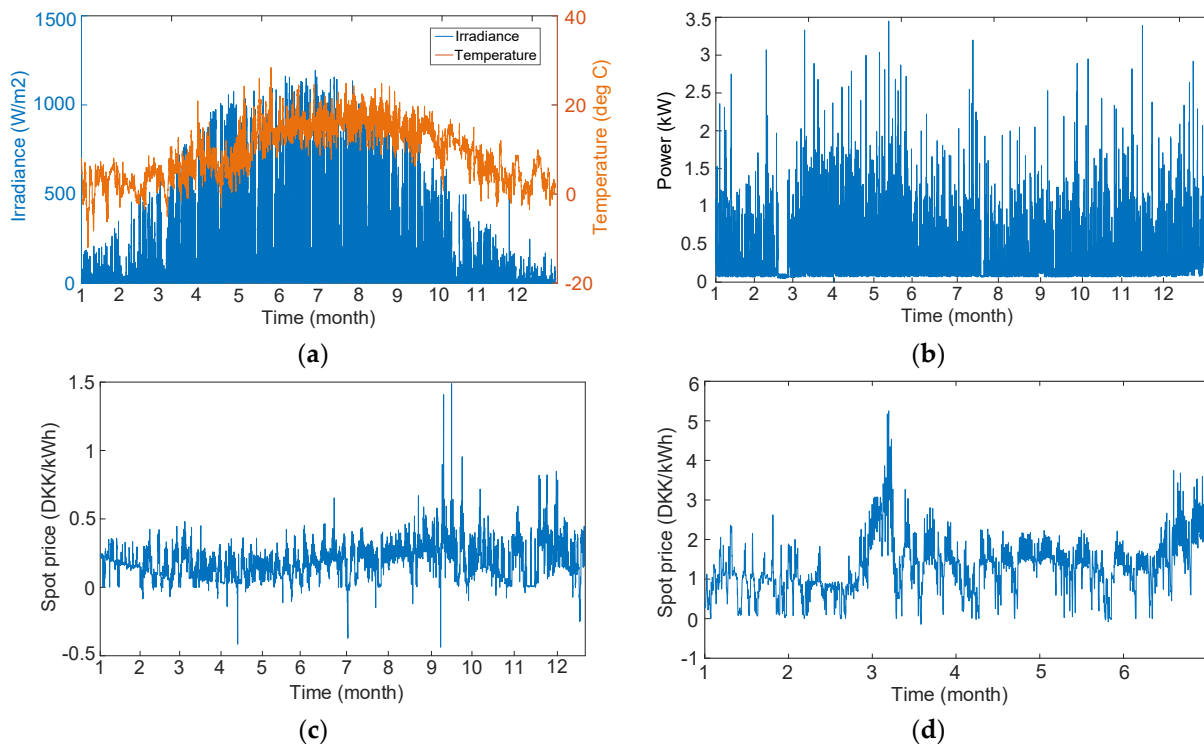 1500
1000
500
0
Irradiance (W/m2)
Irradiance
Temperature
40
20
0
-20
Temperature (deg C)
1 2 3 4 5 6 7 8 9 10 11 12
Time (month)
(a)
3.5
3
2.5
2
1.5
1
0.5
0
Power (kW)
1 2 3 4 5 6 7 8 9 10 11 12
Time (month)
(b)
1.5
1
0.5
0
-0.5
Spot price (DKK/kWh)
1 2 3 4 5 6 7 8 9 10 11 12
Time (month)
(c)
6
5
4
3
2
1
0
-1
Spot price (DKK/kWh)
1 2 3 4 5 6
Time (month)
(d)